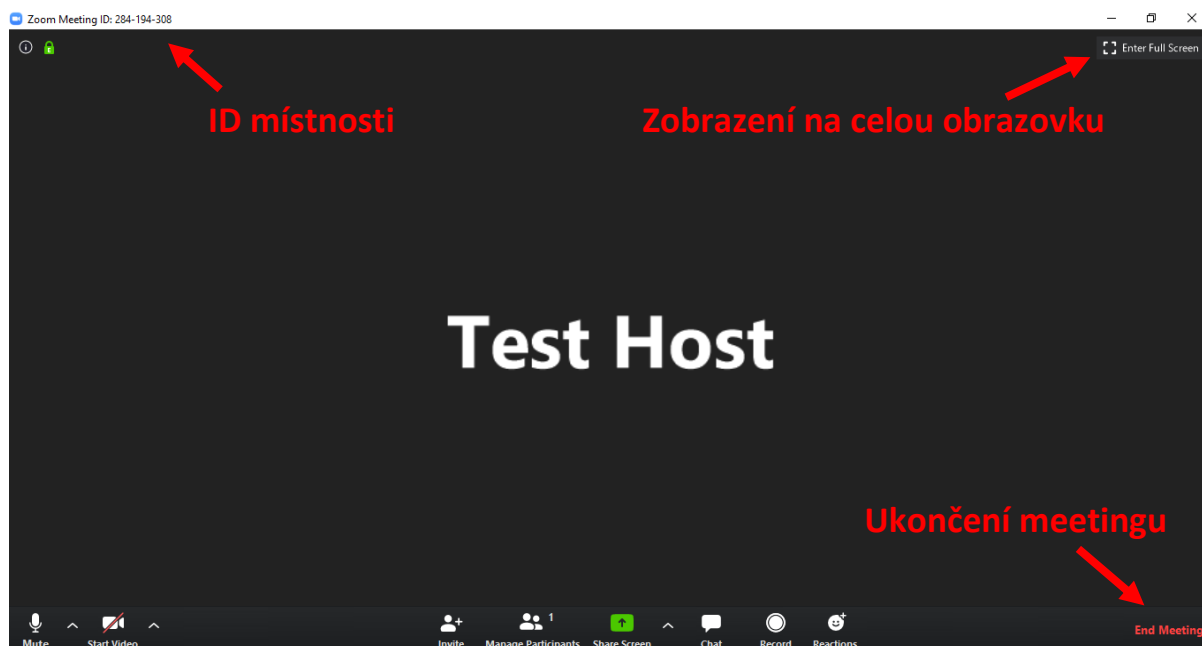 Zoom Meeting ID: 284-194-308
Enter Full Screen
ID místnosti
Zobrazení na celou obrazovku
Test Host
Ukončení meetingu
Mute
Start Video
Invite
1
Manage Participants
Share Screen
Chat
Record
Reactions
End Meeting